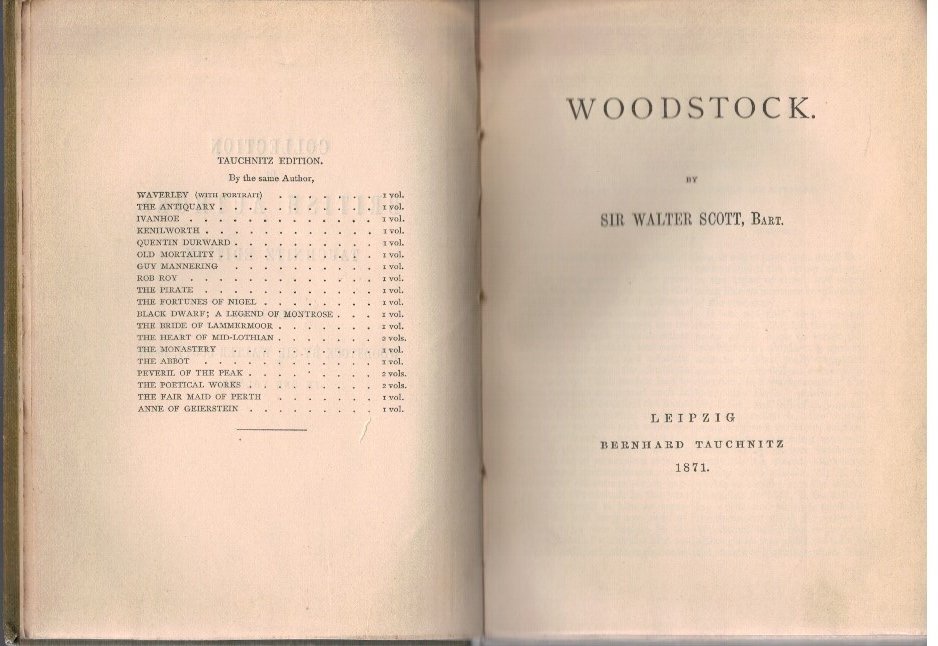 TAUCHNITZ EDITION.
By the same Author,
WAVERLEY (WITH PORTRAIT) . . . . . . . . 1 vol.
THE ANTIQUARY . . . . . . . . . . . 1 vol.
IVANHOE . . . . . . . . . . . . . 1 vol.
KENILWORTH . . . . . . . . . . . . 1 vol.
QUENTIN DURWARD . . . . . . . . . . 1 vol.
OLD MORTALITY . . . . . . . . . . . 1 vol.
GUY MANNERING . . . . . . . . . . . 1 vol.
ROB ROY . . . . . . . . . . . . . 1 vol.
THE PIRATE . . . . . . . . . . . . 1 vol.
THE FORTUNES OF NIGEL . . . . . . . . 1 vol.
BLACK DWARF; A LEGEND OF MONTROSE . . . 1 vol.
THE BRIDE OF LAMMERMOOR . . . . . . . 1 vol.
THE HEART OF MID-LOTHIAN . . . . . . . 2 vols.
THE MONASTERY . . . . . . . . . . . 1 vol.
THE ABBOT . . . . . . . . . . . . 1 vol.
PEVERIL OF THE PEAK . . . . . . . . . 2 vols.
THE POETICAL WORKS . . . . . . . . . 2 vols.
THE FAIR MAID OF PERTH . . . . . . . 1 vol.
ANNE OF GEIERSTEIN . . . . . . . . . 1 vol.
WOODSTOCK.
BY
SIR WALTER SCOTT, BART.
LEIPZIG
BERNHARD TAUCHNITZ
1871.